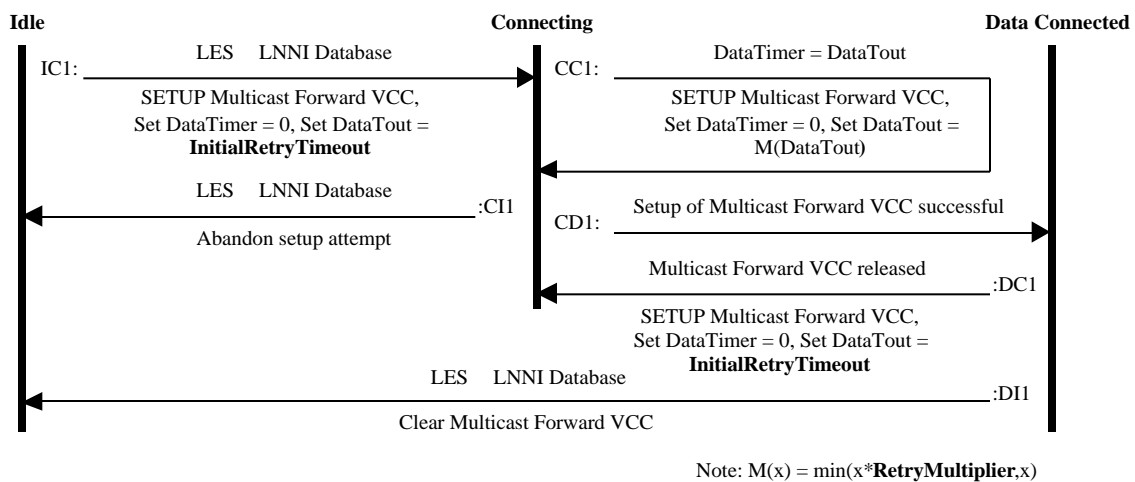 Idle
Connecting
Data Connected
IC1:
LES LNNI Database
SETUP Multicast Forward VCC,
Set DataTimer = 0, Set DataTout =
InitialRetryTimeout
CC1:
DataTimer = DataTout
SETUP Multicast Forward VCC,
Set DataTimer = 0, Set DataTout =
M(DataTout)
LES LNNI Database
:CI1
Abandon setup attempt
CD1:
Setup of Multicast Forward VCC successful
Multicast Forward VCC released
:DC1
SETUP Multicast Forward VCC,
Set DataTimer = 0, Set DataTout =
InitialRetryTimeout
LES LNNI Database
:DI1
Clear Multicast Forward VCC
Note: M(x) = min(x*RetryMultiplier,x)